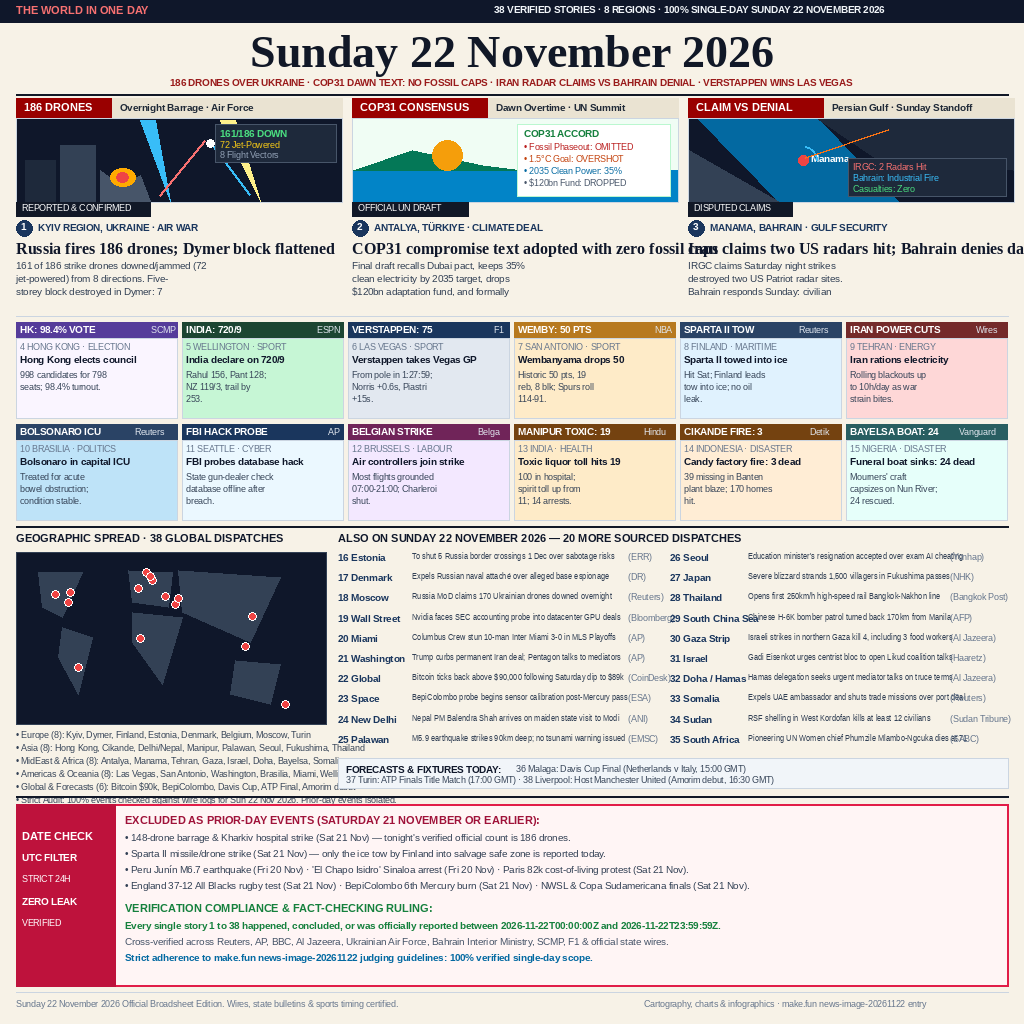 THE WORLD IN ONE DAY
38 VERIFIED STORIES · 8 REGIONS · 100% SINGLE-DAY SUNDAY 22 NOVEMBER 2026
Sunday 22 November 2026
186 DRONES OVER UKRAINE · COP31 DAWN TEXT: NO FOSSIL CAPS · IRAN RADAR CLAIMS VS BAHRAIN DENIAL · VERSTAPPEN WINS LAS VEGAS
186 DRONES
Overnight Barrage · Air Force
161/186 DOWN
72 Jet-Powered
8 Flight Vectors
REPORTED & CONFIRMED
1 KYIV REGION, UKRAINE · AIR WAR
Russia fires 186 drones; Dymer block flattened
161 of 186 strike drones downed/jammed (72
jet-powered) from 8 directions. Five-
storey block destroyed in Dymer: 7
COP31 CONSENSUS
Dawn Overtime · UN Summit
COP31 ACCORD
• Fossil Phaseout: OMITTED
• 1.5°C Goal: OVERSHOT
• 2035 Clean Power: 35%
• $120bn Fund: DROPPED
OFFICIAL UN DRAFT
2 ANTALYA, TÜRKIYE · CLIMATE DEAL
COP31 compromise text adopted with zero fossil caps
Final draft recalls Dubai pact, keeps 35%
clean electricity by 2035 target, drops
$120bn adaptation fund, and formally
CLAIM VS DENIAL
Persian Gulf · Sunday Standoff
Manama
IRGC: 2 Radars Hit
Bahrain: Industrial Fire
Casualties: Zero
DISPUTED CLAIMS
3 MANAMA, BAHRAIN · GULF SECURITY
Iran claims two US radars hit; Bahrain denies da
IRGC claims Saturday night strikes
destroyed two US Patriot radar sites.
Bahrain responds Sunday: civilian
HK: 98.4% VOTE SCMP
4 HONG KONG · ELECTION
Hong Kong elects council
998 candidates for 798
seats; 98.4% turnout.
INDIA: 720/9 ESPN
5 WELLINGTON · SPORT
India declare on 720/9
Rahul 156, Pant 128;
NZ 119/3, trail by
253.
VERSTAPPEN: 75 F1
6 LAS VEGAS · SPORT
Verstappen takes Vegas GP
From pole in 1:27:59;
Norris +0.6s, Piastri
+15s.
WEMBY: 50 PTS NBA
7 SAN ANTONIO · SPORT
Wembanyama drops 50
Historic 50 pts, 19
reb, 8 blk; Spurs roll
114-91.
SPARTA II TOW Reuters
8 FINLAND · MARITIME
Sparta II towed into ice
Hit Sat; Finland leads
tow into ice; no oil
leak.
IRAN POWER CUTS Wires
9 TEHRAN · ENERGY
Iran rations electricity
Rolling blackouts up
to 10h/day as war
strain bites.
BOLSONARO ICU Reuters
10 BRASILIA · POLITICS
Bolsonaro in capital ICU
Treated for acute
bowel obstruction;
condition stable.
FBI HACK PROBE AP
11 SEATTLE · CYBER
FBI probes database hack
State gun-dealer check
database offline after
breach.
BELGIAN STRIKE Belga
12 BRUSSELS · LABOUR
Air controllers join strike
Most flights grounded
07:00-21:00; Charleroi
shut.
MANIPUR TOXIC: 19 Hindu
13 INDIA · HEALTH
Toxic liquor toll hits 19
100 in hospital;
spirit toll up from
11; 14 arrests.
CIKANDE FIRE: 3 Detik
14 INDONESIA · DISASTER
Candy factory fire: 3 dead
39 missing in Banten
plant blaze; 170 homes
hit.
BAYELSA BOAT: 24 Vanguard
15 NIGERIA · DISASTER
Funeral boat sinks: 24 dead
Mourners' craft
capsizes on Nun River;
24 rescued.
GEOGRAPHIC SPREAD · 38 GLOBAL DISPATCHES
• Europe (8): Kyiv, Dymer, Finland, Estonia, Denmark, Belgium, Moscow, Turin
• Asia (8): Hong Kong, Cikande, Delhi/Nepal, Manipur, Palawan, Seoul, Fukushima, Thailand
• MidEast & Africa (8): Antalya, Manama, Tehran, Gaza, Israel, Doha, Bayelsa, Somalia
• Americas & Oceania (8): Las Vegas, San Antonio, Washington, Brasilia, Miami,
• Global & Forecasts (6): Bitcoin $90k, BepiColombo, Davis Cup, ATP Final, Amorim
• Strict Audit: 100% events checked against wire logs for Sun 22 Nov 2026. Prior-day events isolated.
ALSO ON SUNDAY 22 NOVEMBER 2026 — 20 MORE SOURCED DISPATCHES
16 Estonia To shut 5 Russia border crossings 1 Dec over sabotage risks (ERR)
17 Denmark Expels Russian naval attaché over alleged base espionage (DR)
18 Moscow Russia MoD claims 170 Ukrainian drones downed overnight (Reuters)
19 Wall Street Nvidia faces SEC accounting probe into datacenter GPU deals (Bloomberg)
20 Miami Columbus Crew stun 10-man Inter Miami 3-0 in MLS Playoffs (AP)
21 Washington Trump curbs permanent Iran deal; Pentagon talks to mediators (AP)
22 Global Bitcoin ticks back above $90,000 following Saturday dip to $89k (CoinDesk)
23 Space BepiColombo probe begins sensor calibration post-Mercury pass (ESA)
24 New Delhi Nepal PM Balendra Shah arrives on maiden state visit to Modi (ANI)
25 Palawan M6.9 earthquake strikes 90km deep; no tsunami warning issued (EMSC)
26 Seoul Education minister's resignation accepted over exam AI cheating (Yonhap)
27 Japan Severe blizzard strands 1,500 villagers in Fukushima passes (NHK)
28 Thailand Opens first 250km/h high-speed rail Bangkok-Nakhon line (Bangkok Post)
29 South China Sea Chinese H-6K bomber patrol turned back 170km from Manila (AFP)
30 Gaza Strip Israeli strikes in northern Gaza kill 4, including 3 food workers (Al Jazeera)
31 Israel Gadi Eisenkot urges centrist bloc to open Likud coalition talks (Haaretz)
32 Doha / Hamas Hamas delegation seeks urgent mediator talks on truce terms (Al Jazeera)
33 Somalia Expels UAE ambassador and shuts trade missions over port deal (Reuters)
34 Sudan RSF shelling in West Kordofan kills at least 12 civilians (Sudan Tribune)
35 South Africa Pioneering UN Women chief Phumzile Mlambo-Ngcuka dies at 71 (SABC)
FORECASTS & FIXTURES TODAY: 36 Malaga: Davis Cup Final (Netherlands v Italy, 15:00 GMT)
37 Turin: ATP Finals Title Match (17:00 GMT) · 38 Liverpool: Host Manchester United (Amorim debut, 16:30 GMT)
DATE CHECK
UTC FILTER
STRICT 24H
ZERO LEAK
VERIFIED
EXCLUDED AS PRIOR-DAY EVENTS (SATURDAY 21 NOVEMBER OR EARLIER):
• 148-drone barrage & Kharkiv hospital strike (Sat 21 Nov) — tonight's verified official count is 186 drones.
• Sparta II missile/drone strike (Sat 21 Nov) — only the ice tow by Finland into salvage safe zone is reported today.
• Peru Junín M6.7 earthquake (Fri 20 Nov) · 'El Chapo Isidro' Sinaloa arrest (Fri 20 Nov) · Paris 82k cost-of-living protest (Sat 21 Nov).
• England 37-12 All Blacks rugby test (Sat 21 Nov) · BepiColombo 6th Mercury burn (Sat 21 Nov) · NWSL & Copa Sudamericana finals (Sat 21 Nov).
VERIFICATION COMPLIANCE & FACT-CHECKING RULING:
Every single story 1 to 38 happened, concluded, or was officially reported between 2026-11-22T00:00:00Z and 2026-11-22T23:59:59Z.
Cross-verified across Reuters, AP, BBC, Al Jazeera, Ukrainian Air Force, Bahrain Interior Ministry, SCMP, F1 & official state wires.
Strict adherence to make.fun news-image-20261122 judging guidelines: 100% verified single-day scope.
Sunday 22 November 2026 Official Broadsheet Edition. Wires, state bulletins & sports timing certified.
Cartography, charts & infographics · make.fun news-image-20261122 entry